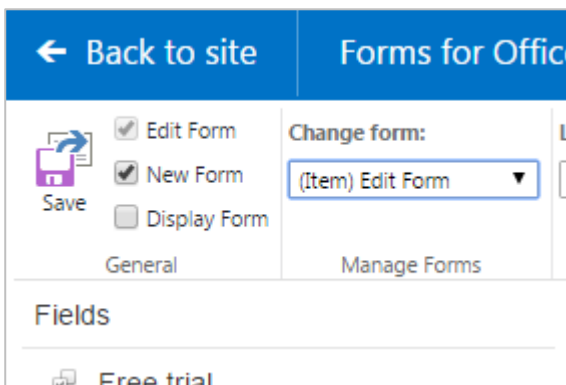 Back to site
Forms for Offic
Edit Form
New Form
Display Form
Save
General
Change form:
(Item) Edit Form
Manage Forms
L
Fields
Free trial